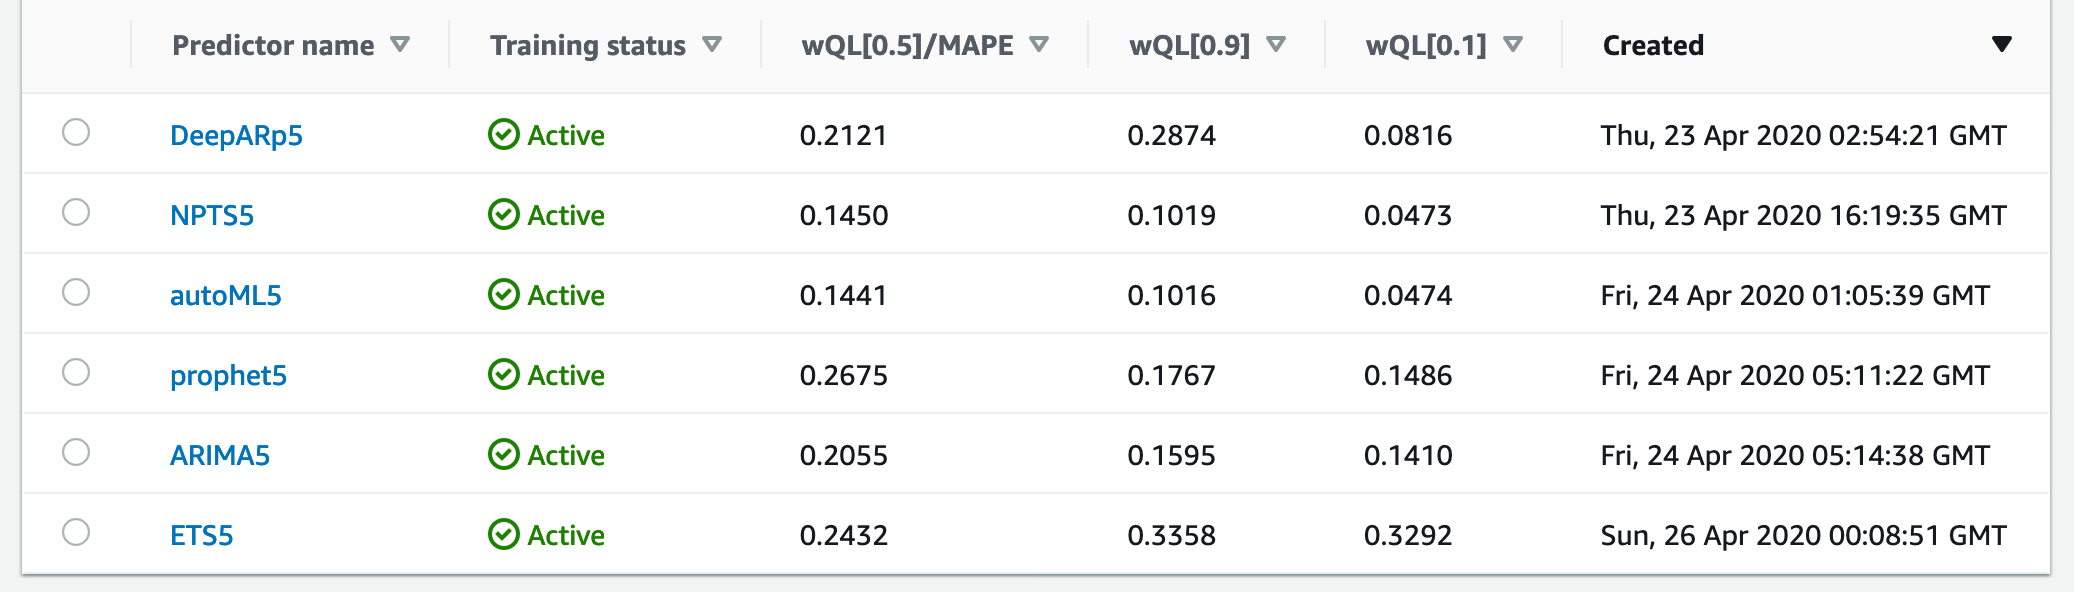 Predictor name Training status wQL[0.5]/MAPE wQL[0.9] wQL[0.1] Created
DeepARp5 Active 0.2121 0.2874 0.0816 Thu, 23 Apr 2020 02:54:21 GMT
NPTS5 Active 0.1450 0.1019 0.0473 Thu, 23 Apr 2020 16:19:35 GMT
autoML5 Active 0.1441 0.1016 0.0474 Fri, 24 Apr 2020 01:05:39 GMT
prophet5 Active 0.2675 0.1767 0.1486 Fri, 24 Apr 2020 05:11:22 GMT
ARIMA5 Active 0.2055 0.1595 0.1410 Fri, 24 Apr 2020 05:14:38 GMT
ETS5 Active 0.2432 0.3358 0.3292 Sun, 26 Apr 2020 00:08:51 GMT